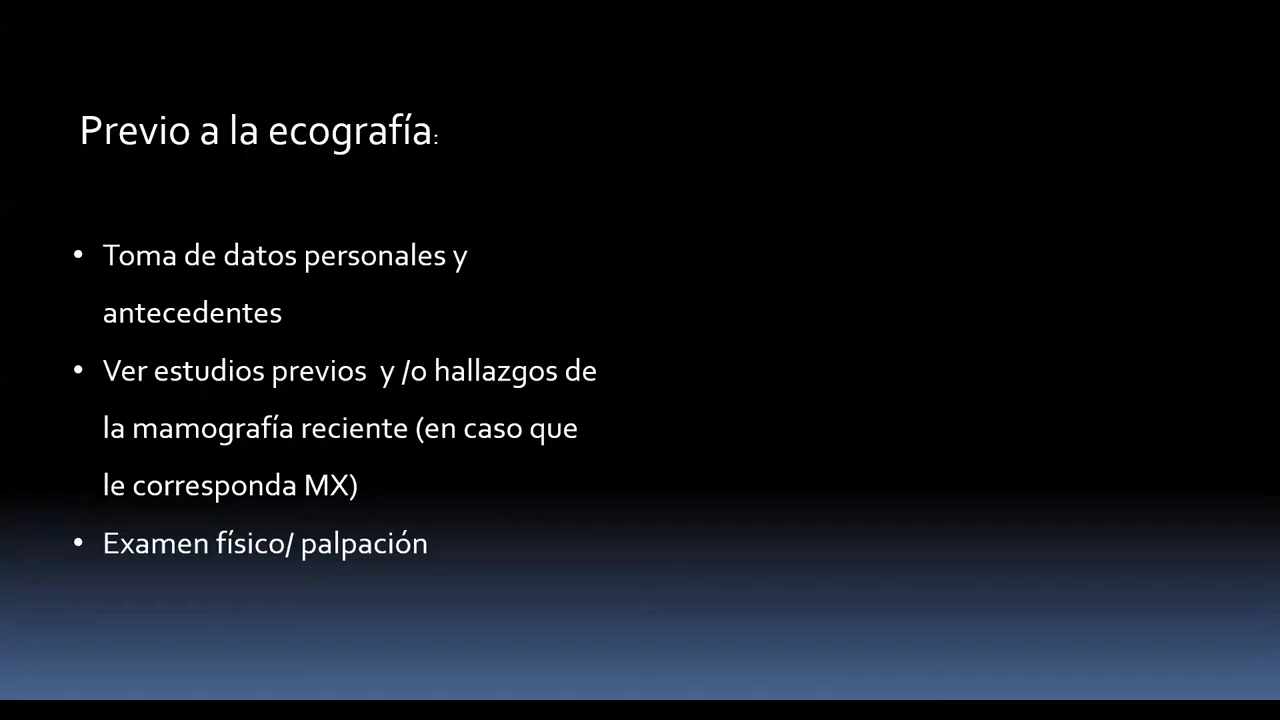 Previo a la ecografía:
• Toma de datos personales y
antecedentes
• Ver estudios previos y /o hallazgos de
la mamografía reciente (en caso que
le corresponda MX)
• Examen físico/ palpación